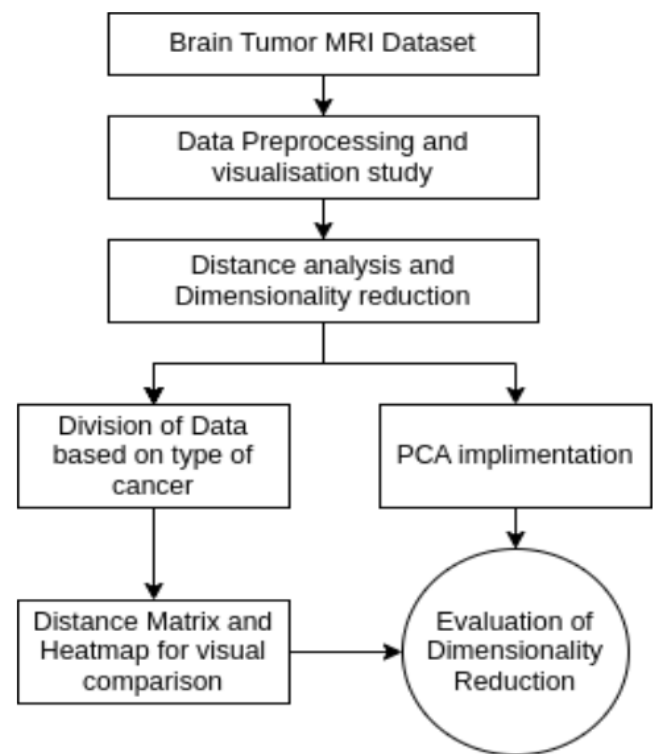 Brain Tumor MRI Dataset
Data Preprocessing and
visualisation study
Distance analysis and
Dimensionality reduction
Division of Data
based on type of
cancer
PCA implimentation
Distance Matrix and
Heatmap for visual
comparison
Evaluation of
Dimensionality
Reduction